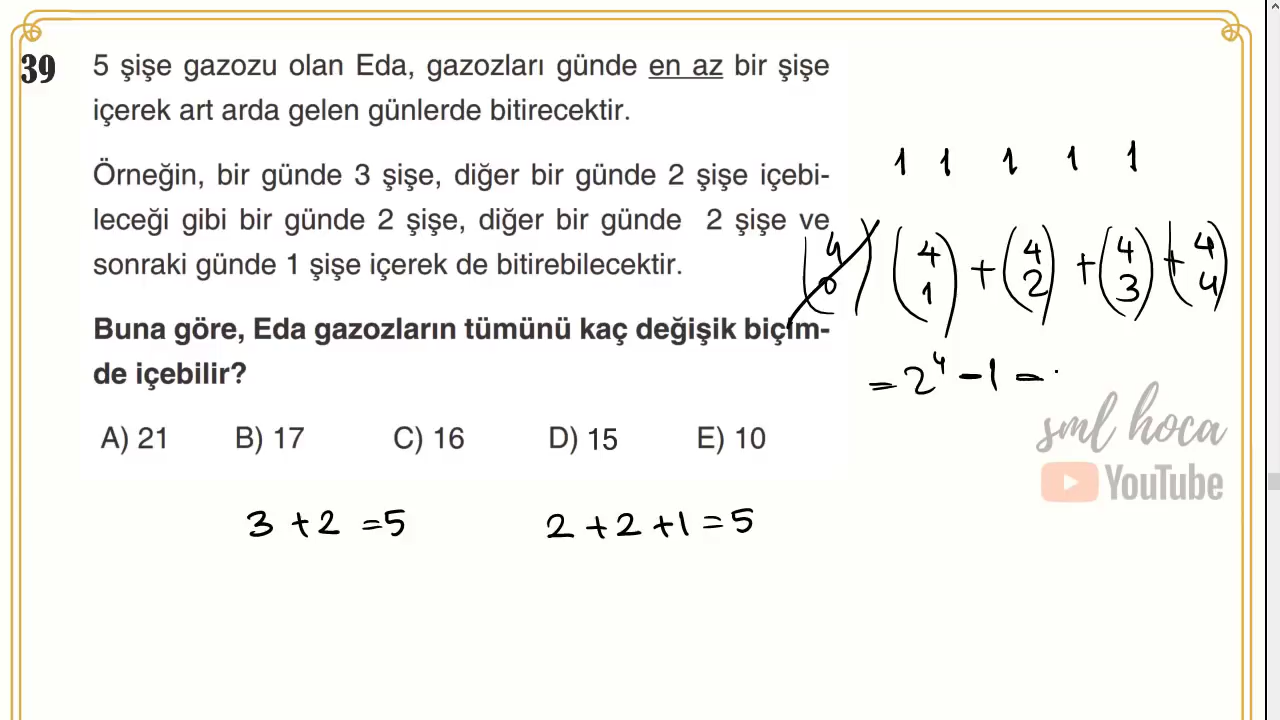 39
5 şişe gazozu olan Eda, gazozları günde en az bir şişe
içerek art arda gelen günlerde bitirecektir.
Örneğin, bir günde 3 şişe, diğer bir günde 2 şişe içebi-
leceği gibi bir günde 2 şişe, diğer bir günde 2 şişe ve
sonraki günde 1 şişe içerek de bitirebilecektir.
Buna göre, Eda gazozların tümünü kaç değişik biçim-
de içebilir?
A) 21 B) 17 C) 16 D) 15 E) 10
3 + 2 = 5 2 + 2 + 1 = 5
1 1 1 1 1
(4 0) (4 1) + (4 2) + (4 3) + (4 4)
= 2⁴ - 1 =
sml hoca
YouTube